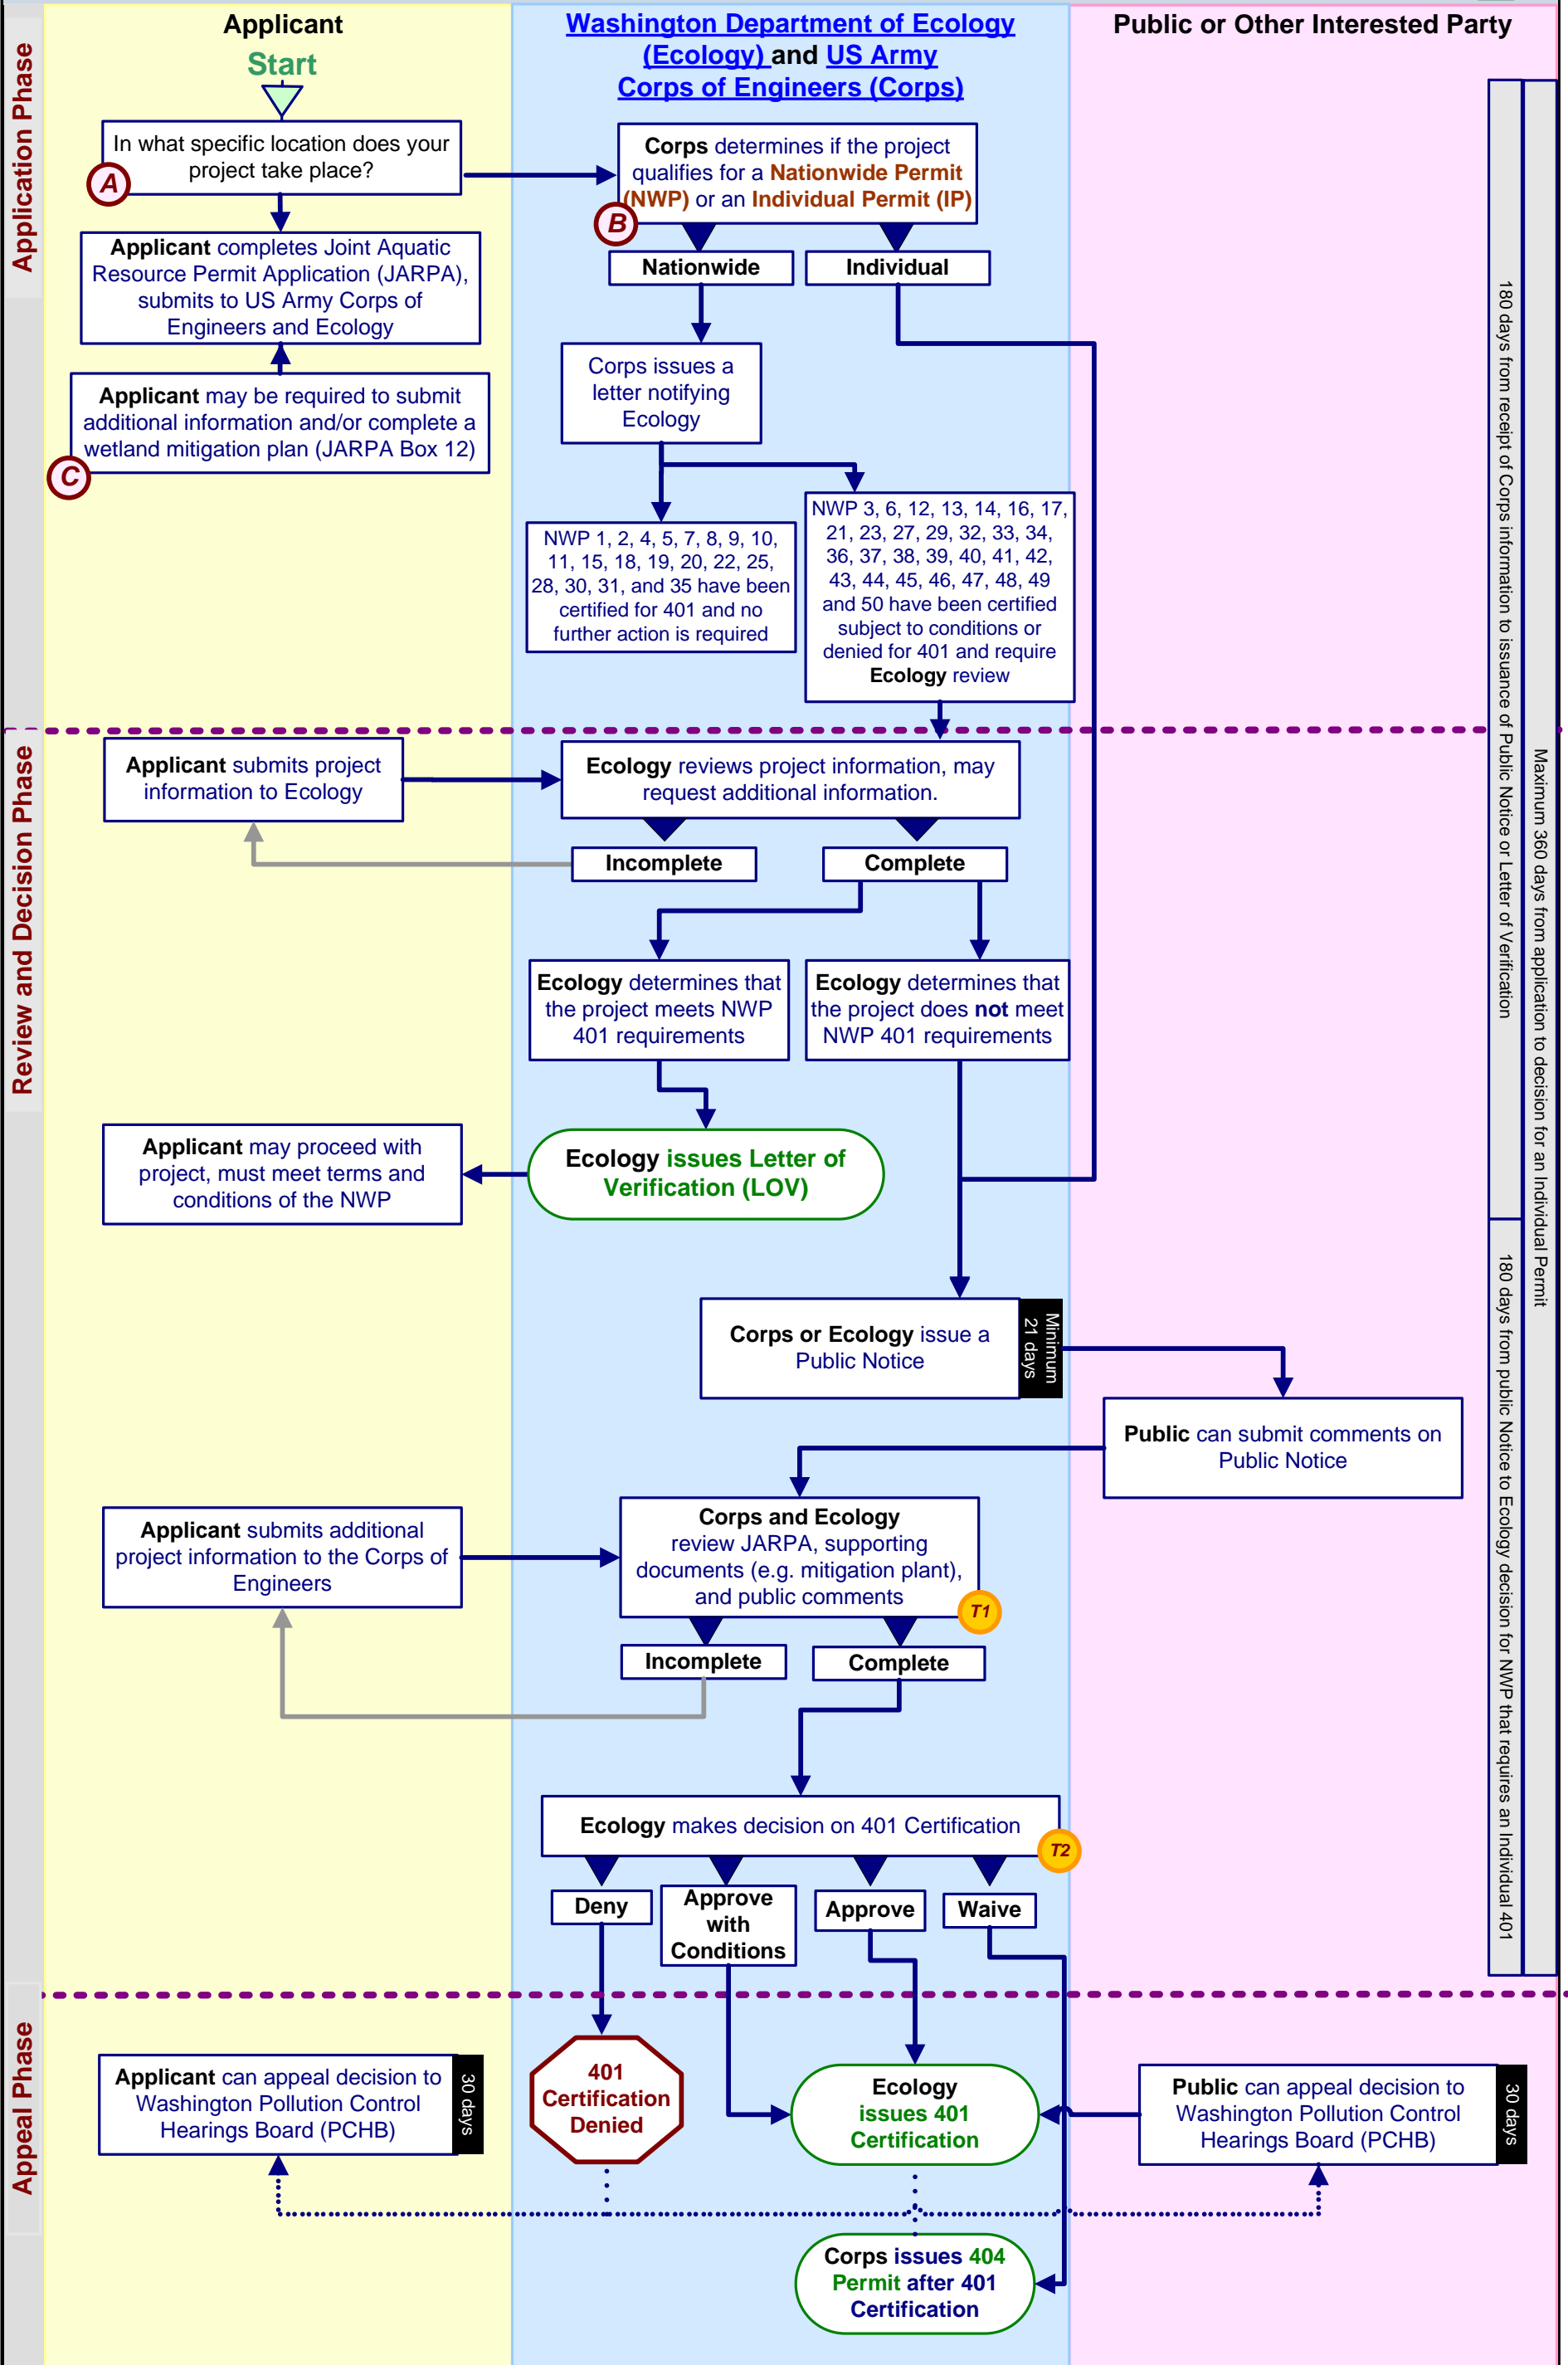 Applicant
Washington Department of Ecology
(Ecology) and US Army
Corps of Engineers (Corps)
Public or Other Interested Party
Application Phase
Start
In what specific location does your
project take place?
A
Corps determines if the project
qualifies for a Nationwide Permit
(NWP) or an Individual Permit (IP)
B
Nationwide
Individual
Applicant completes Joint Aquatic
Resource Permit Application (JARPA),
submits to US Army Corps of
Engineers and Ecology
Applicant may be required to submit
additional information and/or complete a
wetland mitigation plan (JARPA Box 12)
C
Corps issues a
letter notifying
Ecology
NWP 1, 2, 4, 5, 7, 8, 9, 10,
11, 15, 18, 19, 20, 22, 25,
28, 30, 31, and 35 have been
certified for 401 and no
further action is required
NWP 3, 6, 12, 13, 14, 16, 17,
21, 23, 27, 29, 32, 33, 34,
36, 37, 38, 39, 40, 41, 42,
43, 44, 45, 46, 47, 48, 49
and 50 have been certified
subject to conditions or
denied for 401 and require
Ecology review
180 days from receipt of Corps information to issuance of Public Notice or Letter of Verification
Maximum 360 days from application to decision for an Individual Permit
Review and Decision Phase
Applicant submits project
information to Ecology
Ecology reviews project information, may
request additional information.
Incomplete
Complete
Ecology determines that
the project meets NWP
401 requirements
Ecology determines that
the project does not meet
NWP 401 requirements
Applicant may proceed with
project, must meet terms and
conditions of the NWP
Ecology issues Letter of
Verification (LOV)
Corps or Ecology issue a
Public Notice
Minimum
21 days
180 days from public Notice to Ecology decision for NWP that requires an Individual 401
Public can submit comments on
Public Notice
Applicant submits additional
project information to the Corps of
Engineers
Corps and Ecology
review JARPA, supporting
documents (e.g. mitigation plant),
and public comments
T1
Incomplete
Complete
Ecology makes decision on 401 Certification
T2
Deny
Approve
with
Conditions
Approve
Waive
Appeal Phase
Applicant can appeal decision to
Washington Pollution Control
Hearings Board (PCHB)
30 days
401
Certification
Denied
Ecology
issues 401
Certification
Public can appeal decision to
Washington Pollution Control
Hearings Board (PCHB)
30 days
Corps issues 404
Permit after 401
Certification